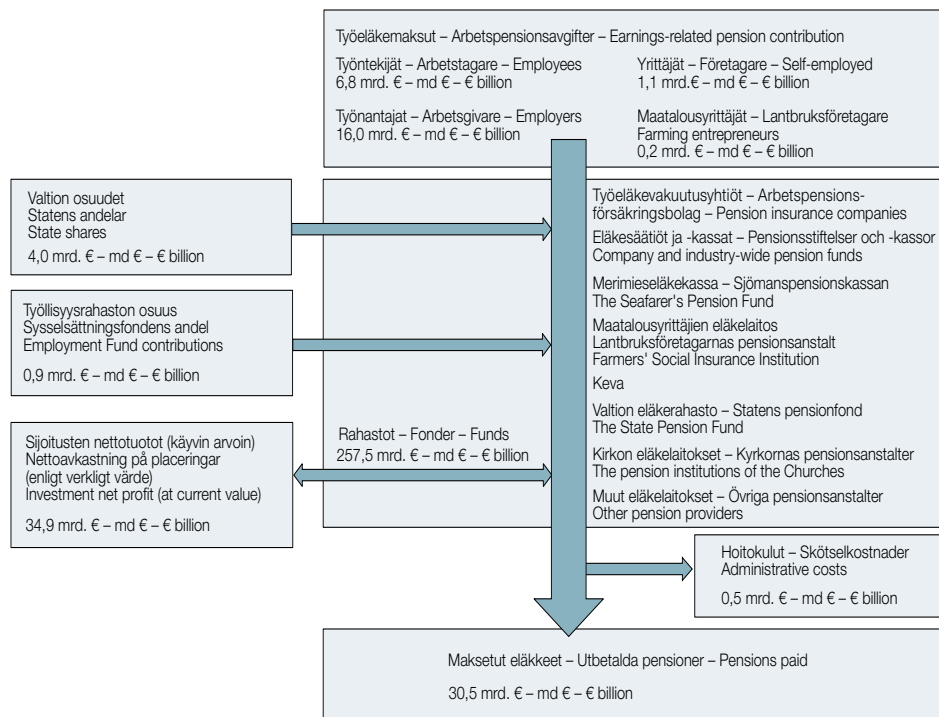 Työeläkemaksut – Arbetspensionsavgifter – Earnings-related pension contribution
Työntekijät – Arbetstagare – Employees
6,8 mrd. € – md € – € billion
Yrittäjät – Företagare – Self-employed
1,1 mrd. € – md € – € billion
Työnantajat – Arbetsgivare – Employers
16,0 mrd. € – md € – € billion
Maatalousyrittäjät – Lantbruksföretagare
Farming entrepreneurs
0,2 mrd. € – md € – € billion
Valtion osuudet
Statens andelar
State shares
4,0 mrd. € – md € – € billion
Työllisyysrahaston osuus
Sysselsättningsfondens andel
Employment Fund contributions
0,9 mrd. € – md € – € billion
Sijoitusten nettotuotot (käyvin arvoin)
Nettoavkastning på placeringar
(enligt verkligt värde)
Investment net profit (at current value)
34,9 mrd. € – md € – € billion
Rahastot – Fonder – Funds
257,5 mrd. € – md € – € billion
Työeläkevakuutusyhtiöt – Arbetspensions-
försäkringsbolag – Pension insurance companies
Eläkesäätiöt ja -kassat – Pensionsstiftelser och -kassor
Company and industry-wide pension funds
Merimieseläkekassa – Sjömanspensionskassan
The Seafarer's Pension Fund
Maatalousyrittäjien eläkelaitos
Lantbruksföretagarnas pensionsanstalt
Farmers' Social Insurance Institution
Keva
Valtion eläkerahasto – Statens pensionfond
The State Pension Fund
Kirkon eläkelaitokset – Kyrkornas pensionsanstalter
The pension institutions of the Churches
Muut eläkelaitokset – Övriga pensionsanstalter
Other pension providers
Hoitokulut – Skötselkostnader
Administrative costs
0,5 mrd. € – md € – € billion
Maksetut eläkkeet – Utbetalda pensioner – Pensions paid
30,5 mrd. € – md € – € billion